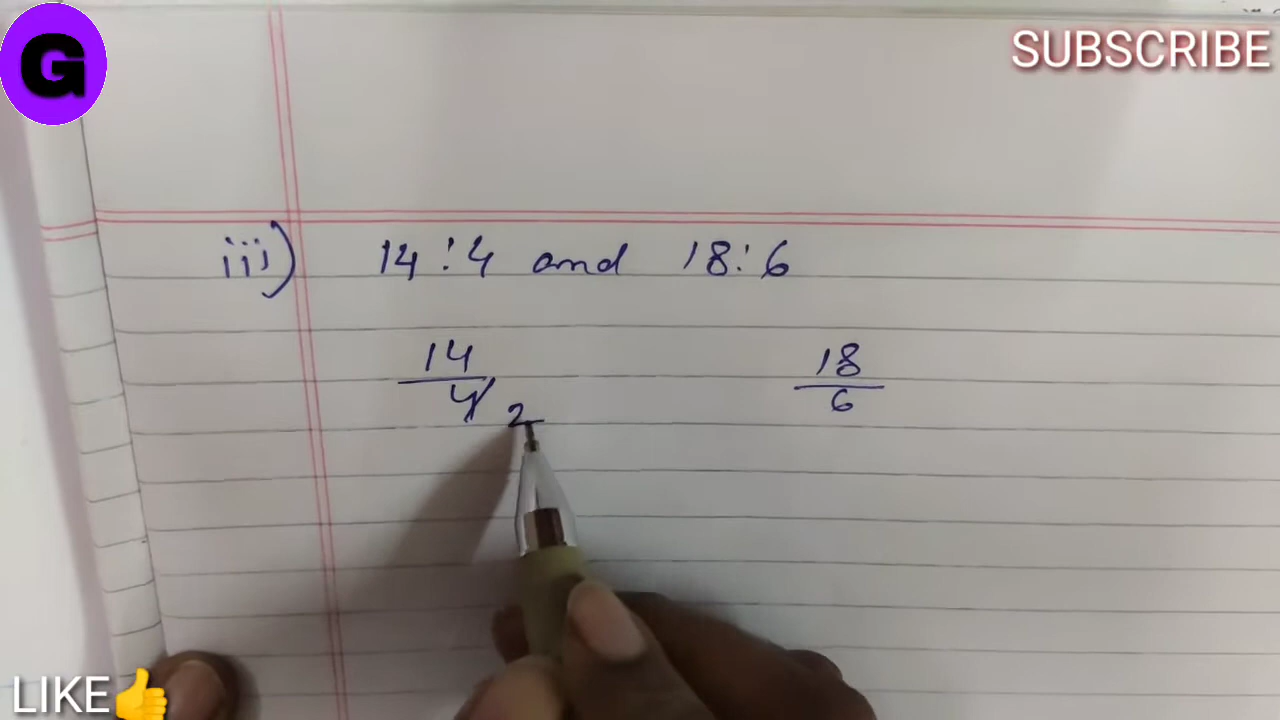 G
SUBSCRIBE
iii) 14:4 and 18:6
14 18
4 2 6
LIKE👍